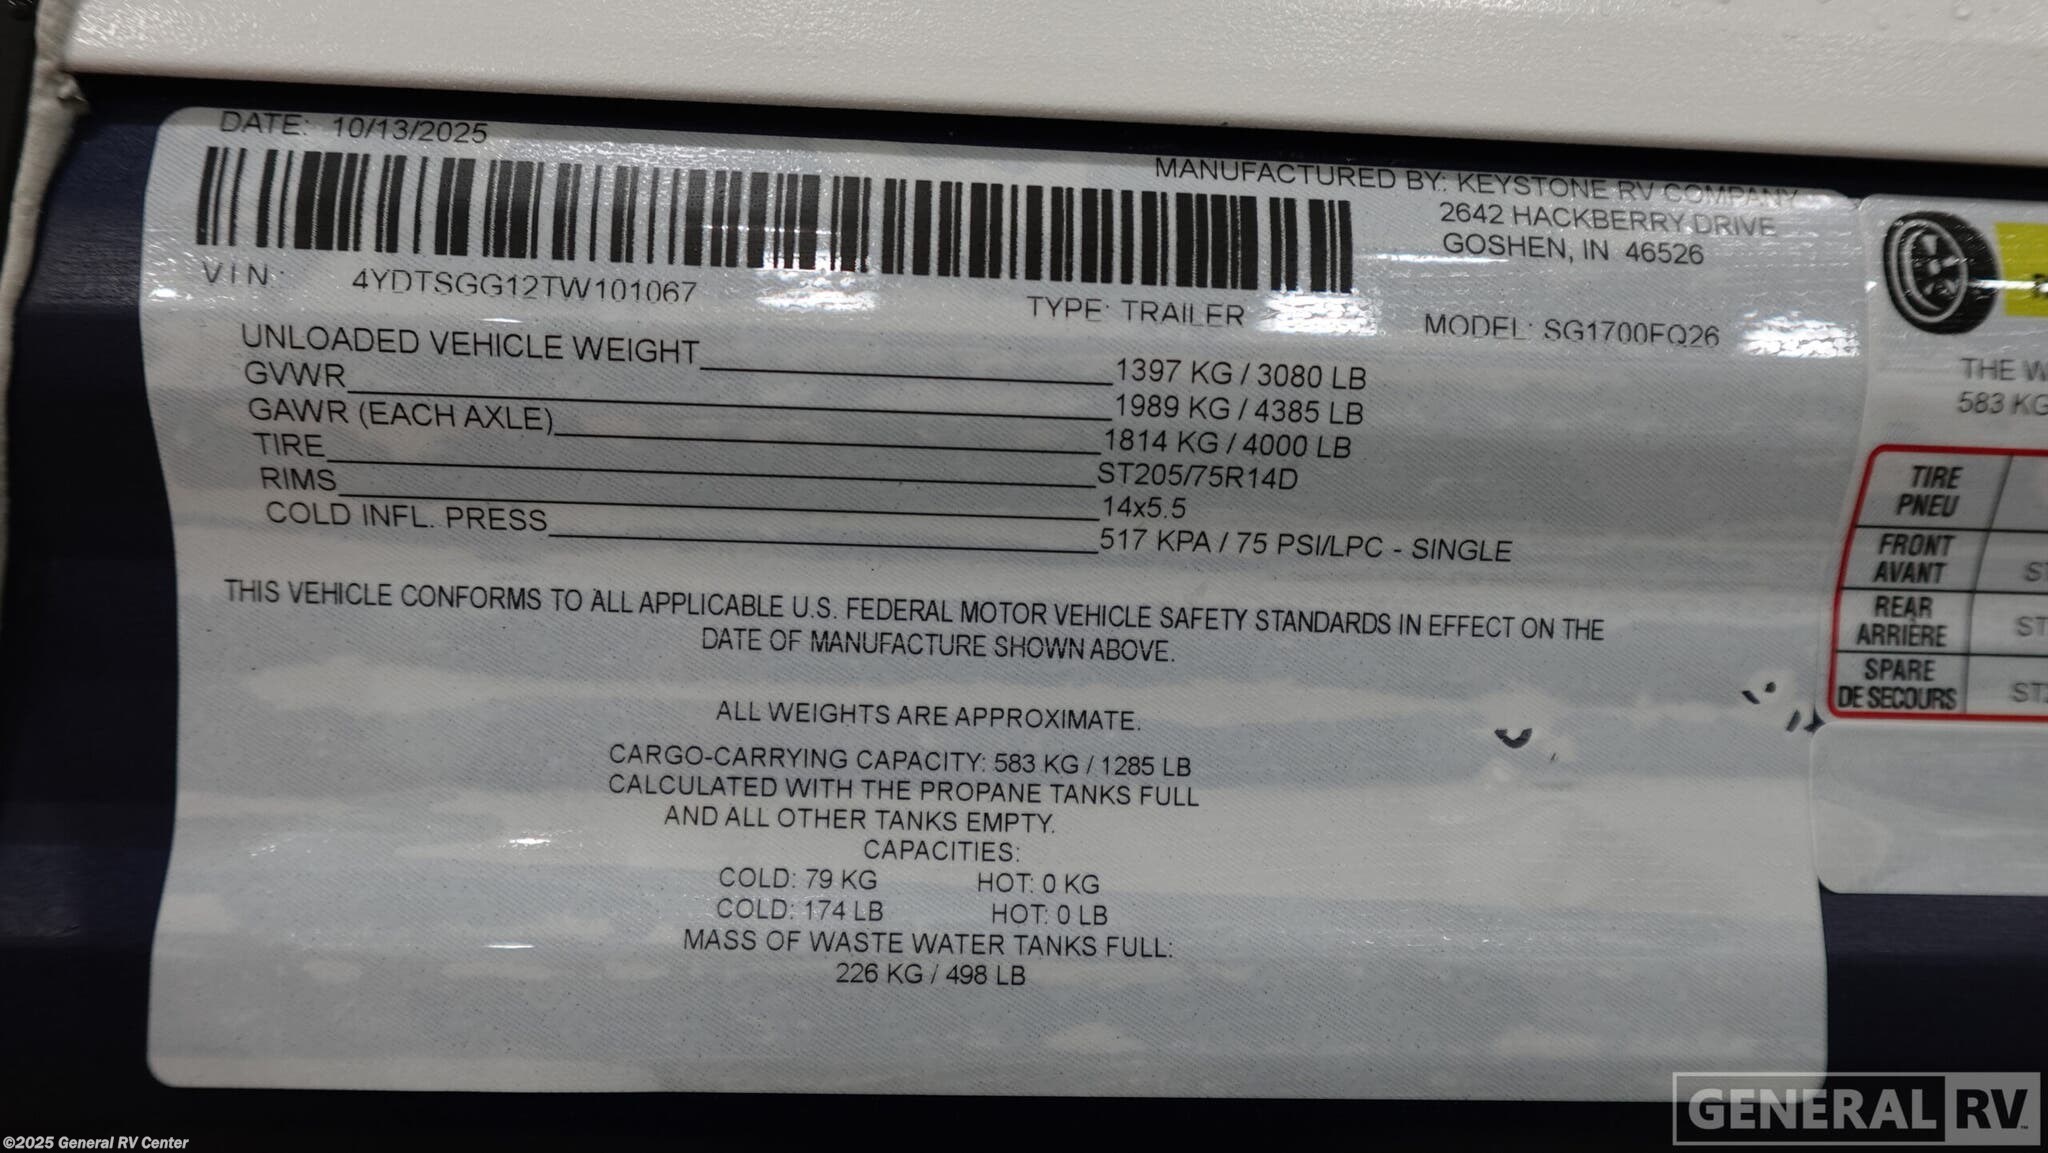 DATE: 10/13/2025
MANUFACTURED BY: KEYSTONE RV COMPANY
2642 HACKBERRY DRIVE
GOSHEN, IN 46526
VIN: 4YDTSGG12TW101067
TYPE: TRAILER
MODEL: SG1700FQ26
UNLOADED VEHICLE WEIGHT 1397 KG / 3080 LB
GVWR 1989 KG / 4385 LB
GAWR (EACH AXLE) 1814 KG / 4000 LB
TIRE ST205/75R14D
RIMS 14x5.5
COLD INFL. PRESS 517 KPA / 75 PSI/LPC - SINGLE
THIS VEHICLE CONFORMS TO ALL APPLICABLE U.S. FEDERAL MOTOR VEHICLE SAFETY STANDARDS IN EFFECT ON THE
DATE OF MANUFACTURE SHOWN ABOVE.
ALL WEIGHTS ARE APPROXIMATE.
CARGO-CARRYING CAPACITY: 583 KG / 1285 LB
CALCULATED WITH THE PROPANE TANKS FULL
AND ALL OTHER TANKS EMPTY.
CAPACITIES:
COLD: 79 KG HOT: 0 KG
COLD: 174 LB HOT: 0 LB
MASS OF WASTE WATER TANKS FULL:
226 KG / 498 LB
THE
583 KG
TIRE
PNEU
FRONT
AVANT
REAR
ARRIÈRE
SPARE
DE SECOURS
GENERAL RV
©2025 General RV Center